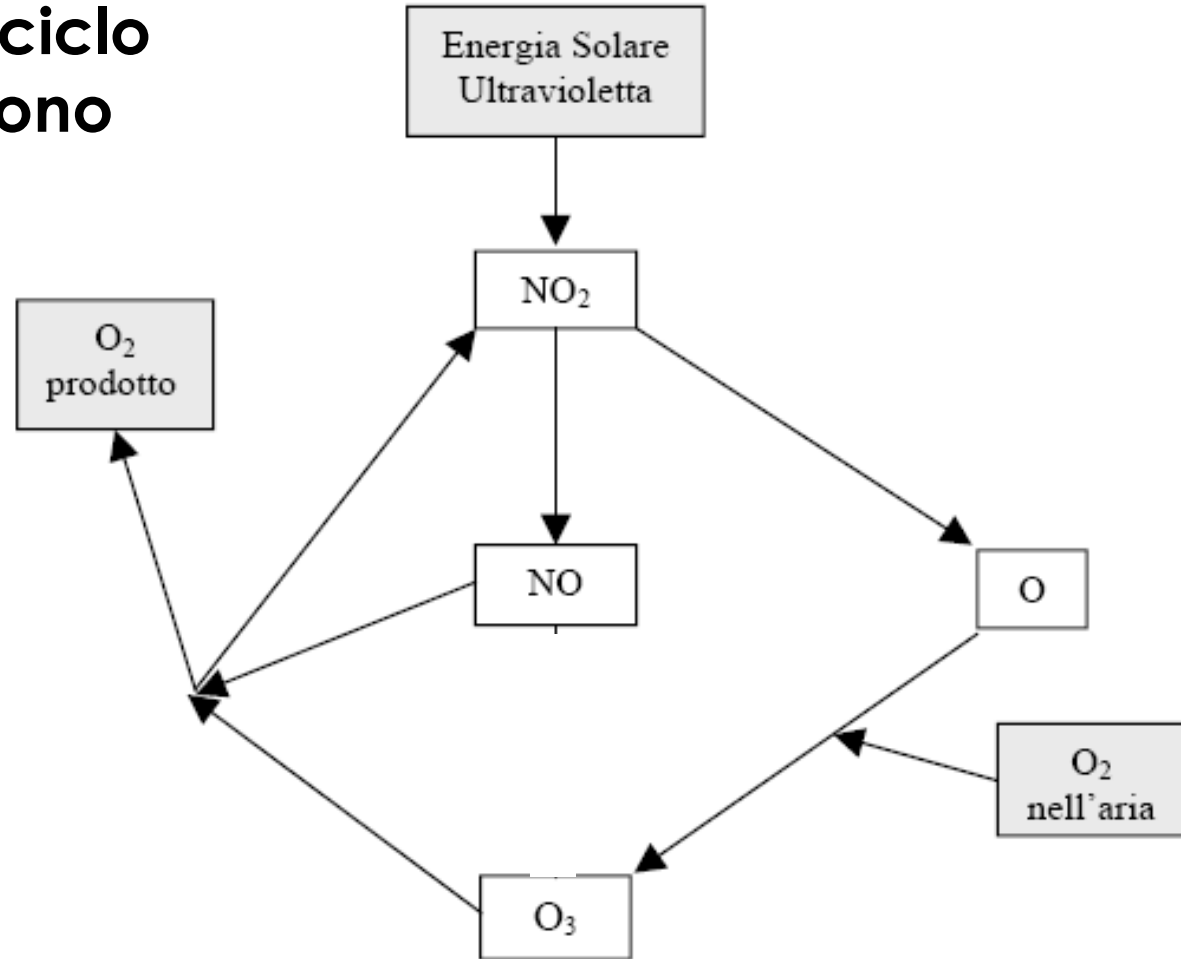 ciclo
ono
Energia Solare
Ultravioletta
NO₂
O₂
prodotto
NO
O
O₂
nell'aria
O₃